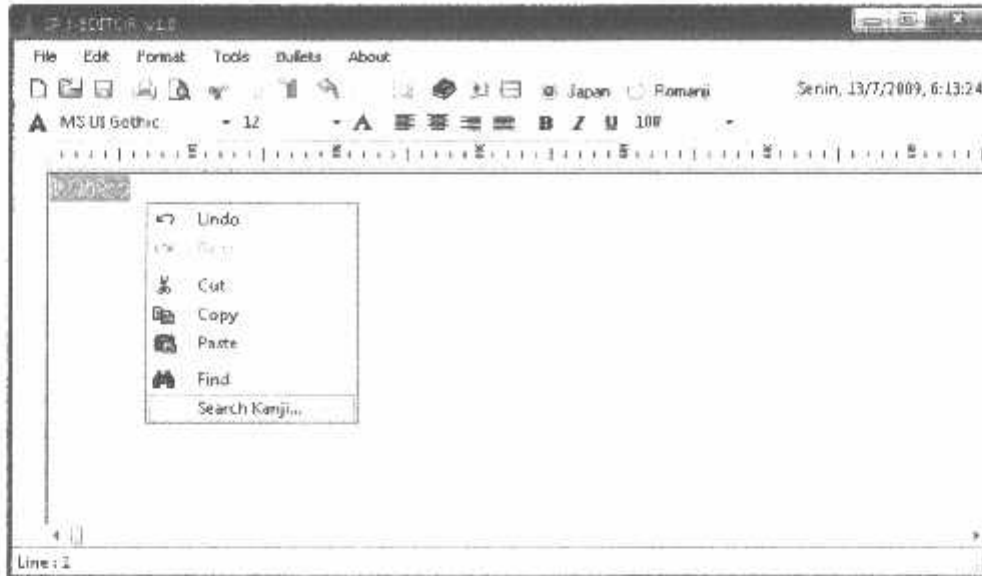 File Edit Format Tools Bullets About
Japan Romanji Senin, 13/7/2009, 6:13:24
A MS UI Gothic 12 A B I U 100
Undo
Cut
Copy
Paste
Find
Search Kanji...
Line : 1